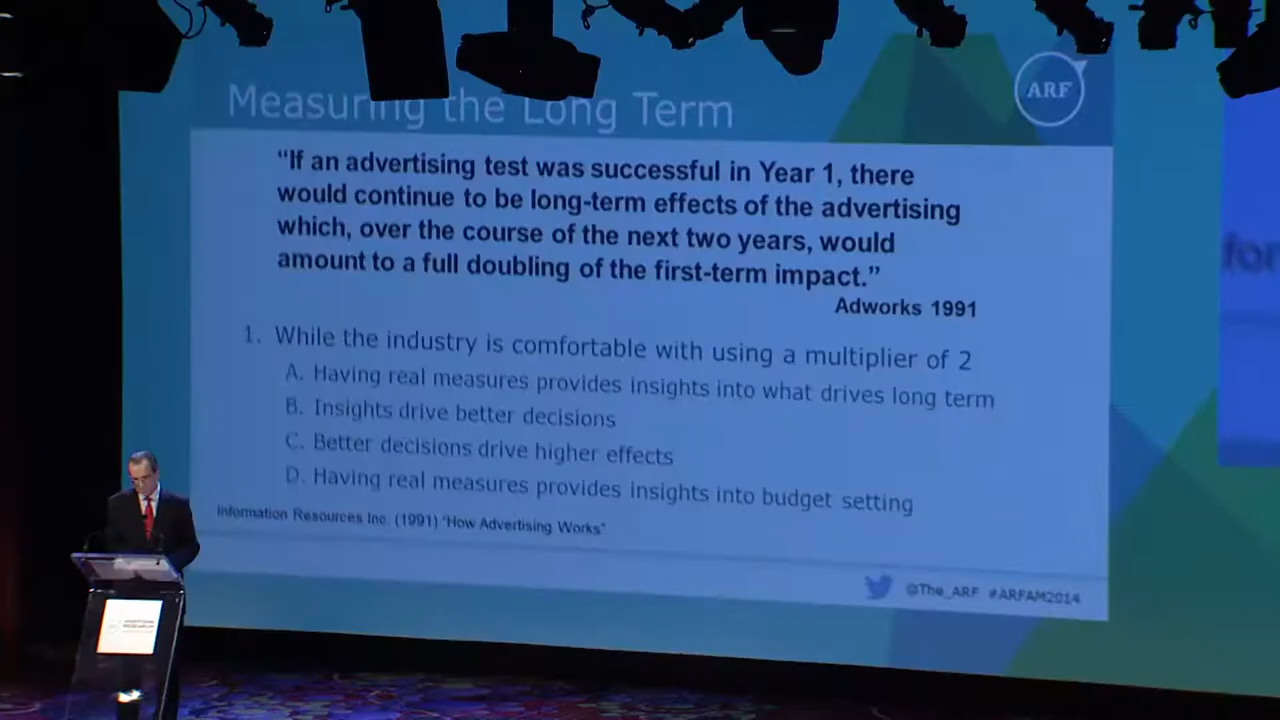 Measuring the Long Term
ARF
“If an advertising test was successful in Year 1, there
would continue to be long-term effects of the advertising
which, over the course of the next two years, would
amount to a full doubling of the first-term impact.”
Adworks 1991
for
1. While the industry is comfortable with using a multiplier of 2
A. Having real measures provides insights into what drives long term
B. Insights drive better decisions
C. Better decisions drive higher effects
D. Having real measures provides insights into budget setting
Information Resources Inc. (1991) “How Advertising Works”
@The_ARF #ARFAM2014
ADVERTISING
RESEARCH